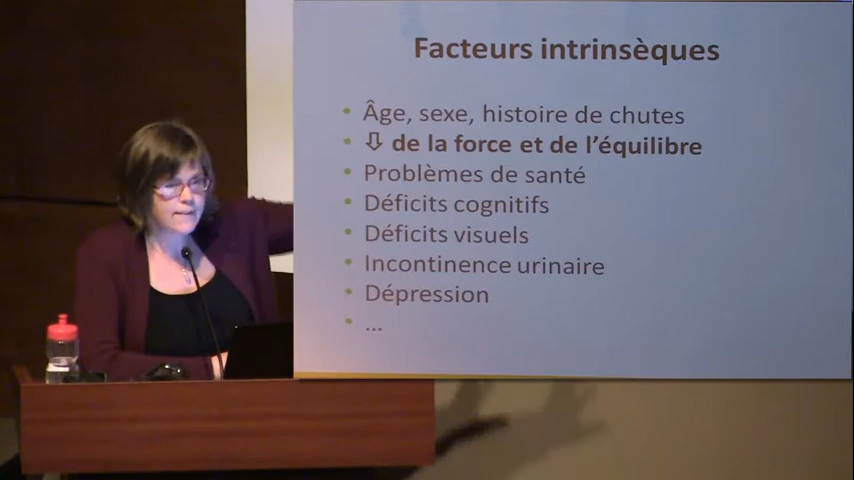 Facteurs intrinsèques
• Âge, sexe, histoire de chutes
• ⇩ de la force et de l'équilibre
• Problèmes de santé
• Déficits cognitifs
• Déficits visuels
• Incontinence urinaire
• Dépression
• ...